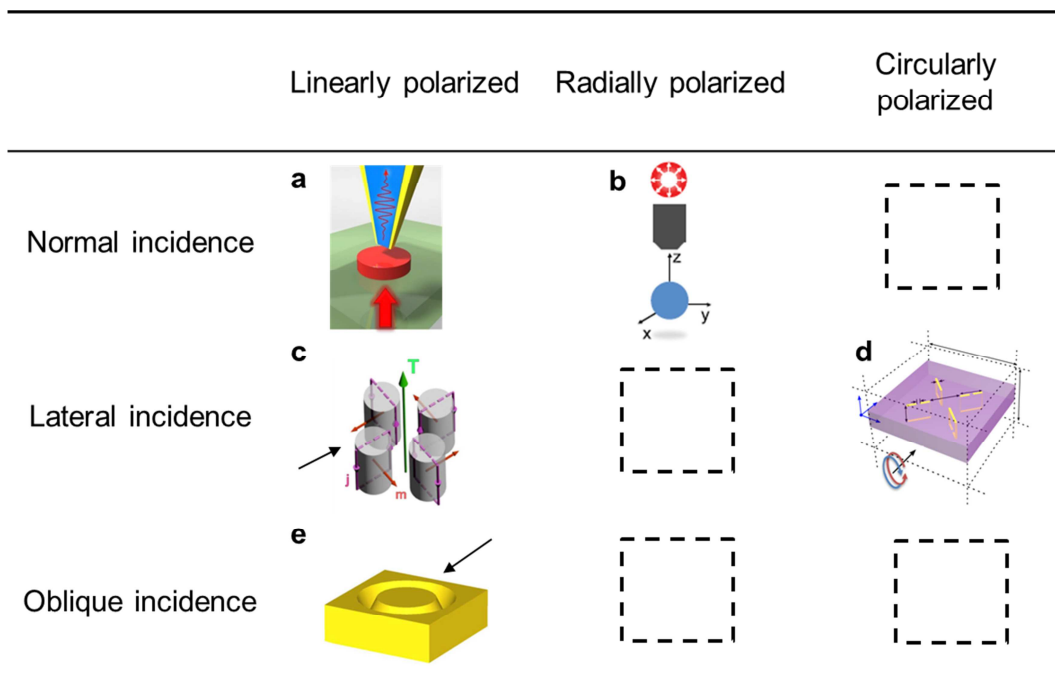 Linearly polarized Radially polarized Circularly
polarized
a b
Normal incidence
z
y
x
c d
T
Lateral incidence
j
m
e
Oblique incidence